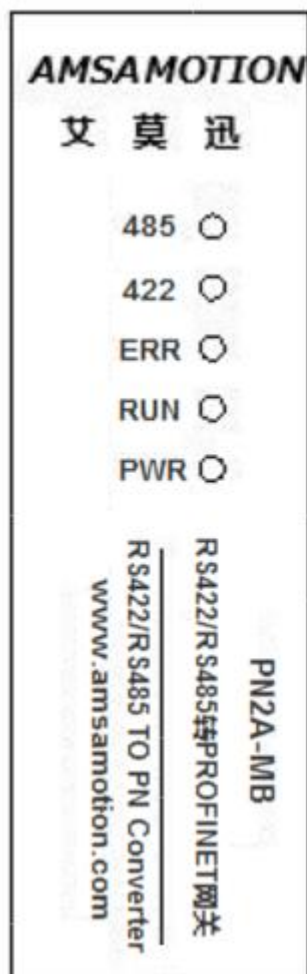 AMSAMOTION
艾莫迅
485
422
ERR
RUN
PWR
PN2A-MB
RS422/RS485转PROFINET网关
RS422/RS485 TO PN Converter
www.amsamotion.com